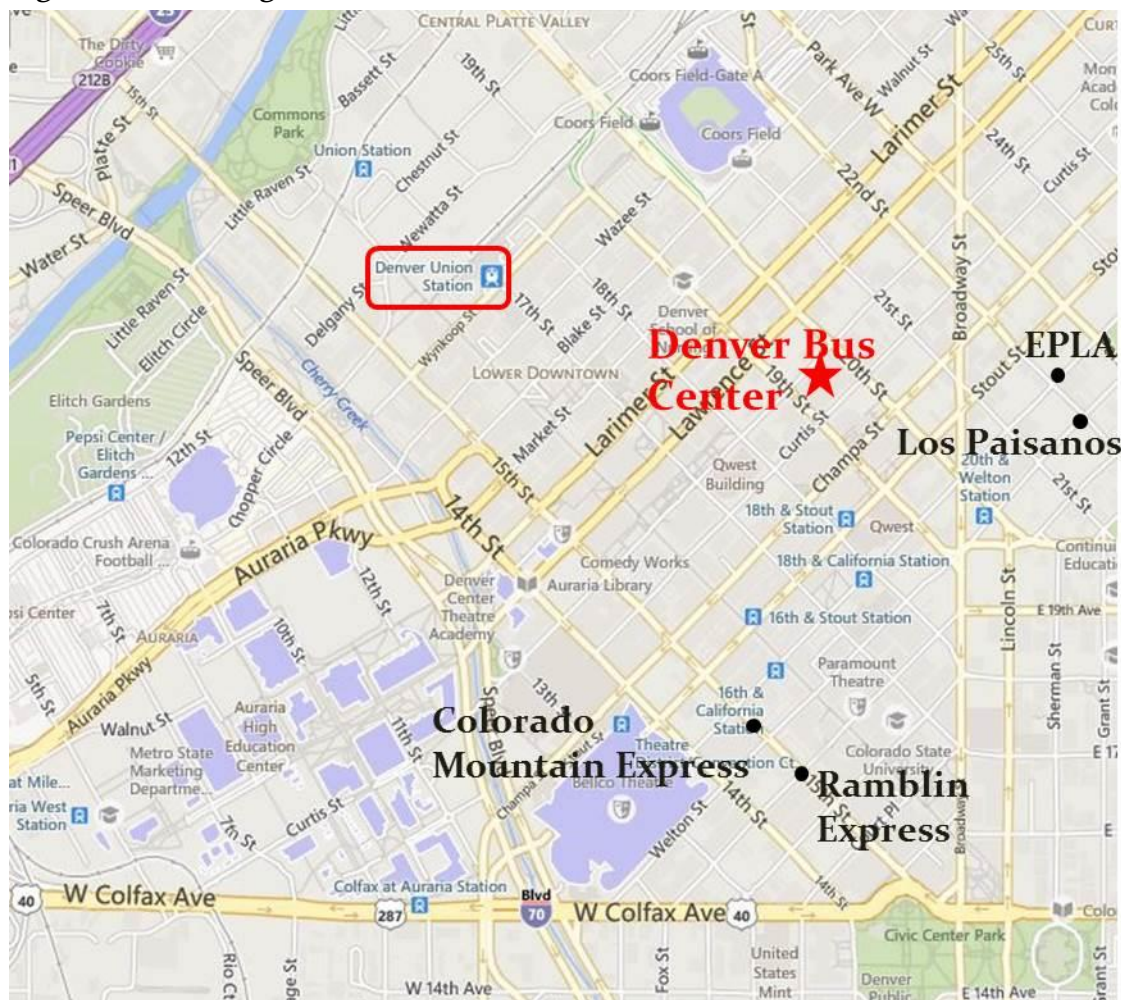 CENTRAL PLATTE VALLEY
25
The Dirty
Cookie
212B
15th St
Bassett St
19th St
Coors Field-Gate A
Park Ave W
Walnut St
25th St
Larimer St
Commons
Park
Platte St
Union Station
Chestnut St
Coors Field
Coors Field
24th St
Curtis St
Speer Blvd
Little Raven St
Wewatta St
Wazee St
22nd St
Broadway St
Water St
Denver Union
Station
Delgany St
Little Raven St
Elitch Circle
Wynkoop St
17th St
18th St
Blake St
Denver
School of
21st St
Denver Bus
Center
19th St
20th St
Stout St
EPLA
Cherry Creek
Speer Blvd
LOWER DOWNTOWN
Larimer St
Lawrence St
Elitch Gardens
Market St
Curtis St
Champa St
Los Paisanos
Pepsi Center /
Elitch
Gardens ...
12th St
Chopper Circle
15th St
Qwest
Building
20th &
Welton
Station
21st St
14th St
18th & Stout
Station
Qwest
Colorado Crush Arena
Football ...
Auraria Pkwy
Comedy Works
18th & California Station
12th St
Denver
Center
Theatre
Academy
Auraria Library
Lincoln St
E 19th Ave
7th St
AURARIA
10th St
16th & Stout Station
5th St
Auraria Pkwy
Walnut St
Auraria
High
Education
Center
11th St
13th St
16th &
California
Station
Paramount
Theatre
Sherman St
Grant St
Metro State
Marketing
Departme...
Colorado
Mountain Express
Theatre
Bellco Theatre
Colorado State
University
Ramblin
Express
Curtis St
7th St
Champa St
Welton St
14th St
15th St
14th St
Broadway
Colfax at Auraria Station
40
W Colfax Ave
287
Blvd
70
W Colfax Ave
40
Civic Center Park
Rio Ct
W 14th Ave
Fox St
United
States
Mint
Denver
Public
E 14th Ave